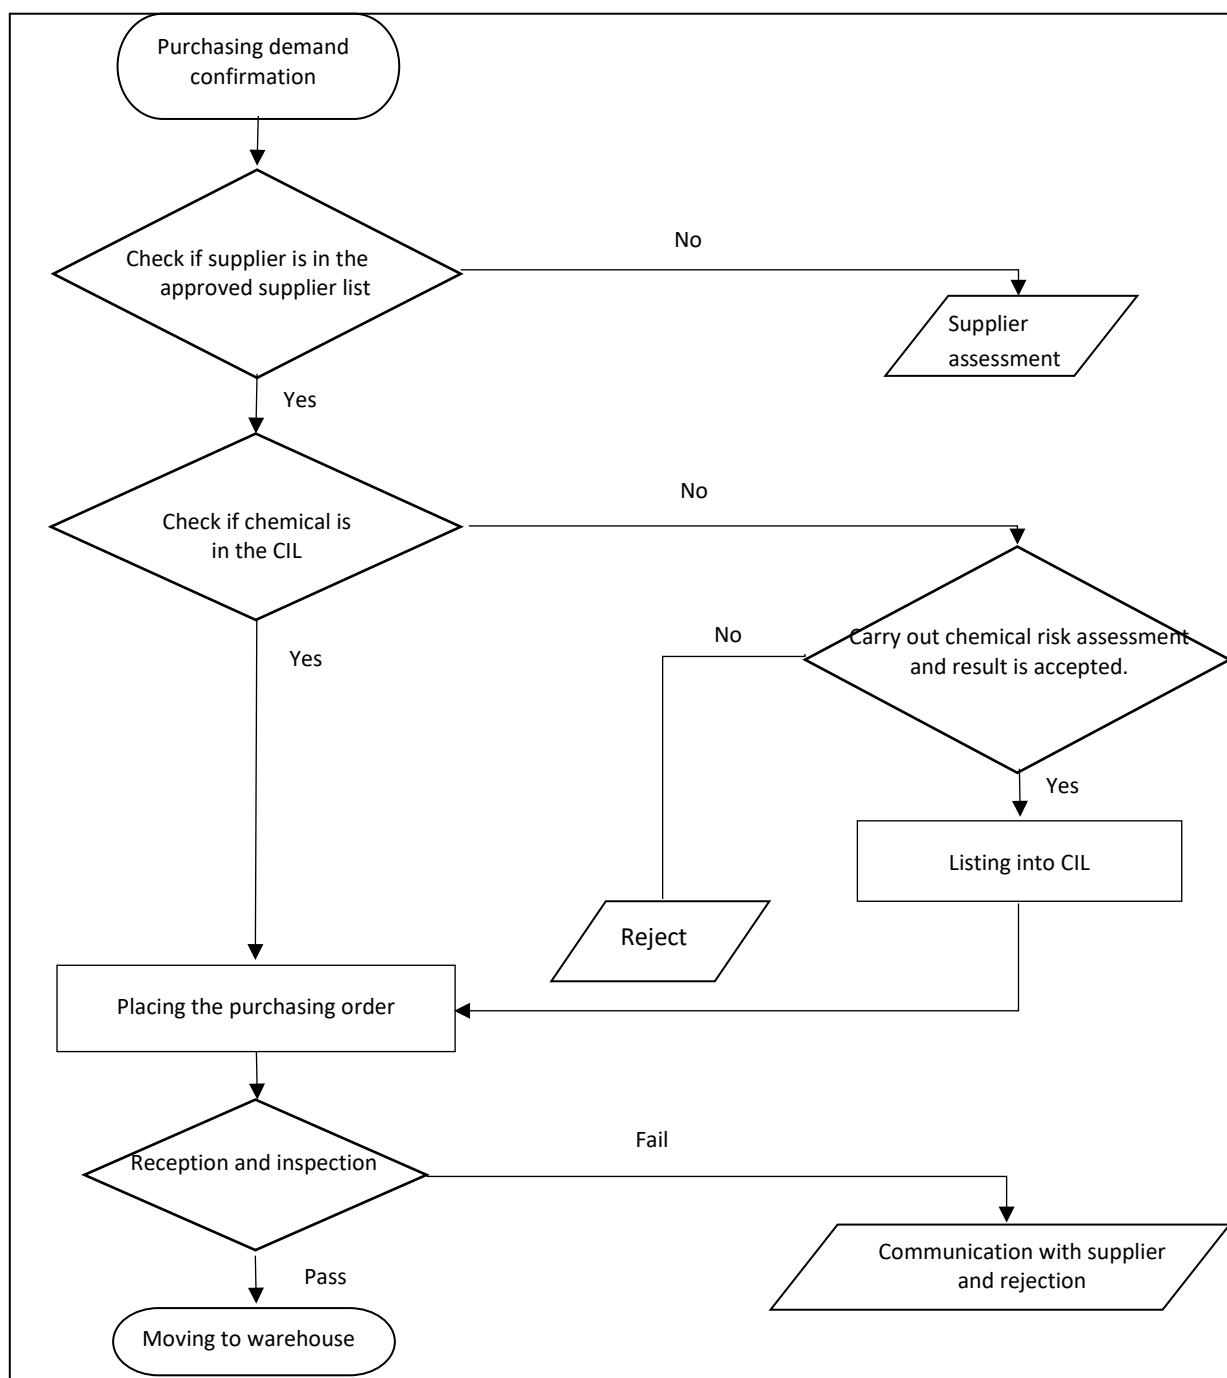 Purchasing demand
confirmation
No
Check if supplier is in the
approved supplier list
Supplier
assessment
Yes
No
Check if chemical is
in the CIL
No
Carry out chemical risk assessment
and result is accepted.
Yes
Yes
Listing into CIL
Reject
Placing the purchasing order
Fail
Reception and inspection
Communication with supplier
and rejection
Pass
Moving to warehouse